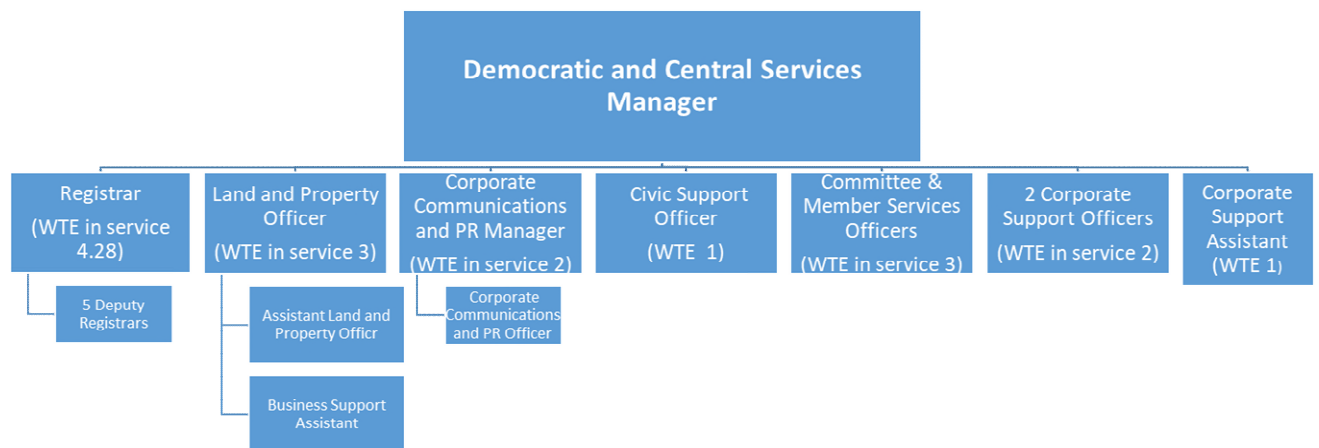 Democratic and Central Services
Manager
Registrar
(WTE in service
4.28)
Land and Property
Officer
(WTE in service 3)
Corporate
Communications
and PR Manager
(WTE in service 2)
Civic Support
Officer
(WTE 1)
Committee &
Member Services
Officers
(WTE in service 3)
2 Corporate
Support Officers
(WTE in service 2)
Corporate
Support
Assistant
(WTE 1)
5 Deputy
Registrars
Assistant Land and
Property Officr
Business Support
Assistant
Corporate
Communications
and PR Officer